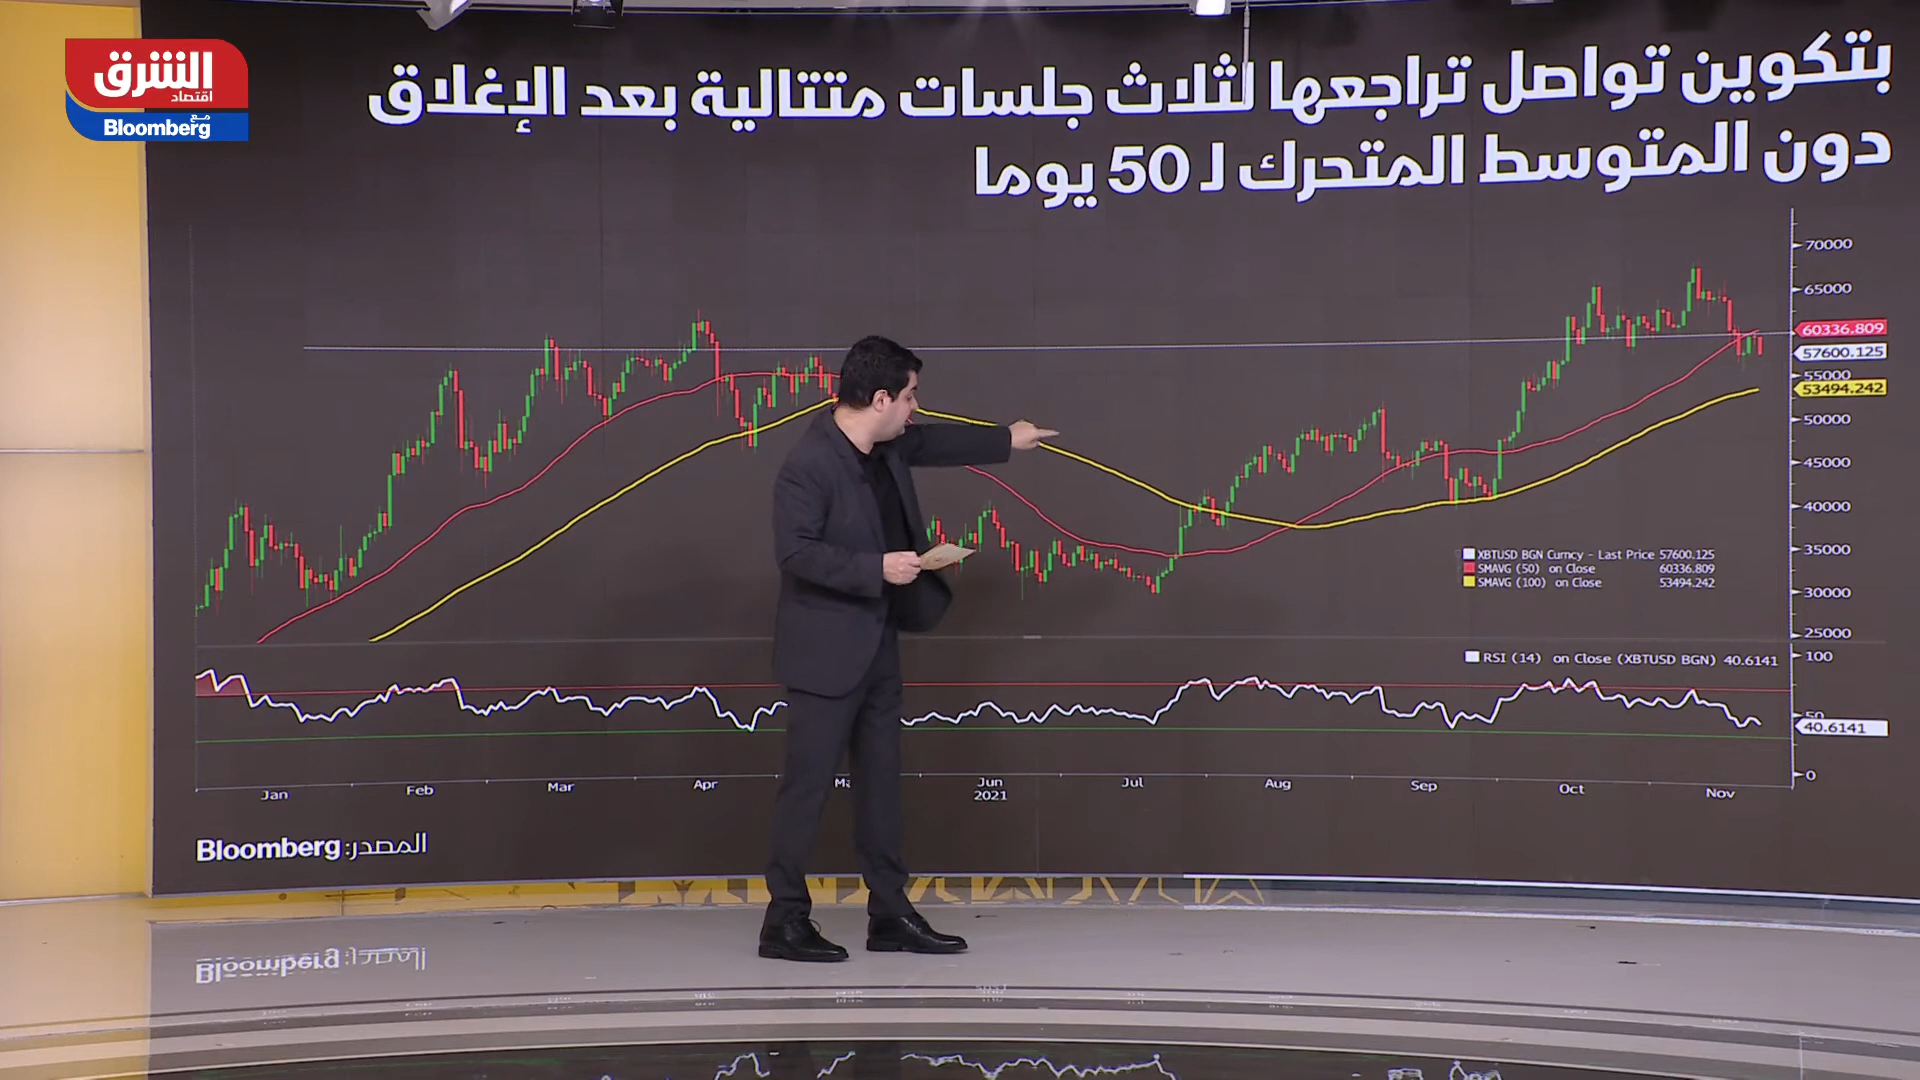 الشرق
اقتصاد
مع
Bloomberg
بتكوين تواصل تراجعها لثلاث جلسات متتالية بعد الإغلاق
دون المتوسط المتحرك لـ 50 يوما
70000
65000
60336.809
57600.125
55000
53494.242
50000
45000
40000
35000
30000
25000
XBTUSD BGN Curncy - Last Price 57600.125
SMAVG (50) on Close 60336.809
SMAVG (100) on Close 53494.242
RSI (14) on Close (XBTUSD BGN) 40.6141
100
50
40.6141
0
Jan Feb Mar Apr Jun Jul Aug Sep Oct Nov
2021
المصدر: Bloomberg